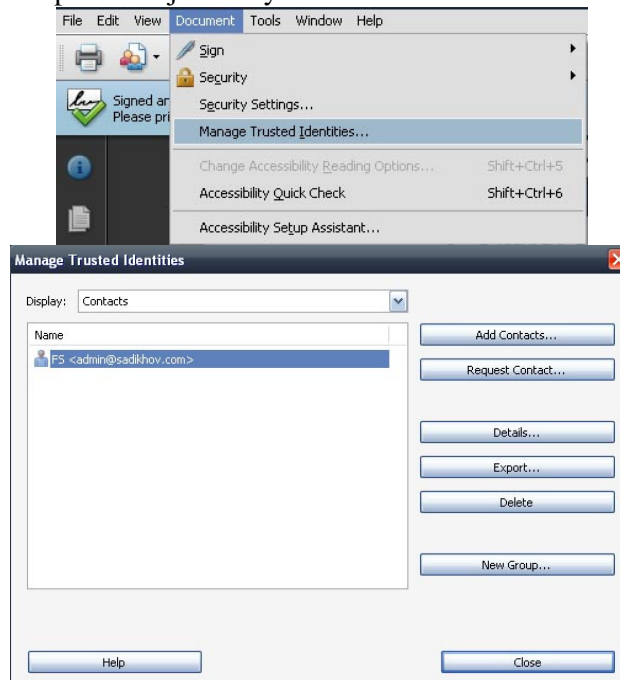 File Edit View Document Tools Window Help
Sign
Security
Signed ar
Please pri
Security Settings...
Manage Trusted Identities...
Change Accessibility Reading Options... Shift+Ctrl+5
Accessibility Quick Check Shift+Ctrl+6
Accessibility Setup Assistant...
Manage Trusted Identities
Display: Contacts
Name
FS <admin@sadikhov.com>
Add Contacts...
Request Contact...
Details...
Export...
Delete
New Group...
Help
Close